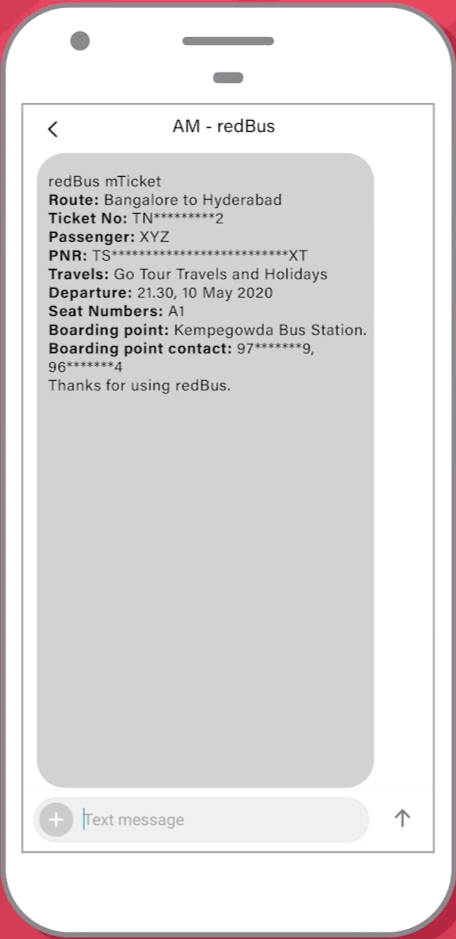 AM - redBus
redBus mTicket
Route: Bangalore to Hyderabad
Ticket No: TN*********2
Passenger: XYZ
PNR: TS**************************XT
Travels: Go Tour Travels and Holidays
Departure: 21.30, 10 May 2020
Seat Numbers: A1
Boarding point: Kempegowda Bus Station.
Boarding point contact: 97*******9,
96*******4
Thanks for using redBus.
Text message